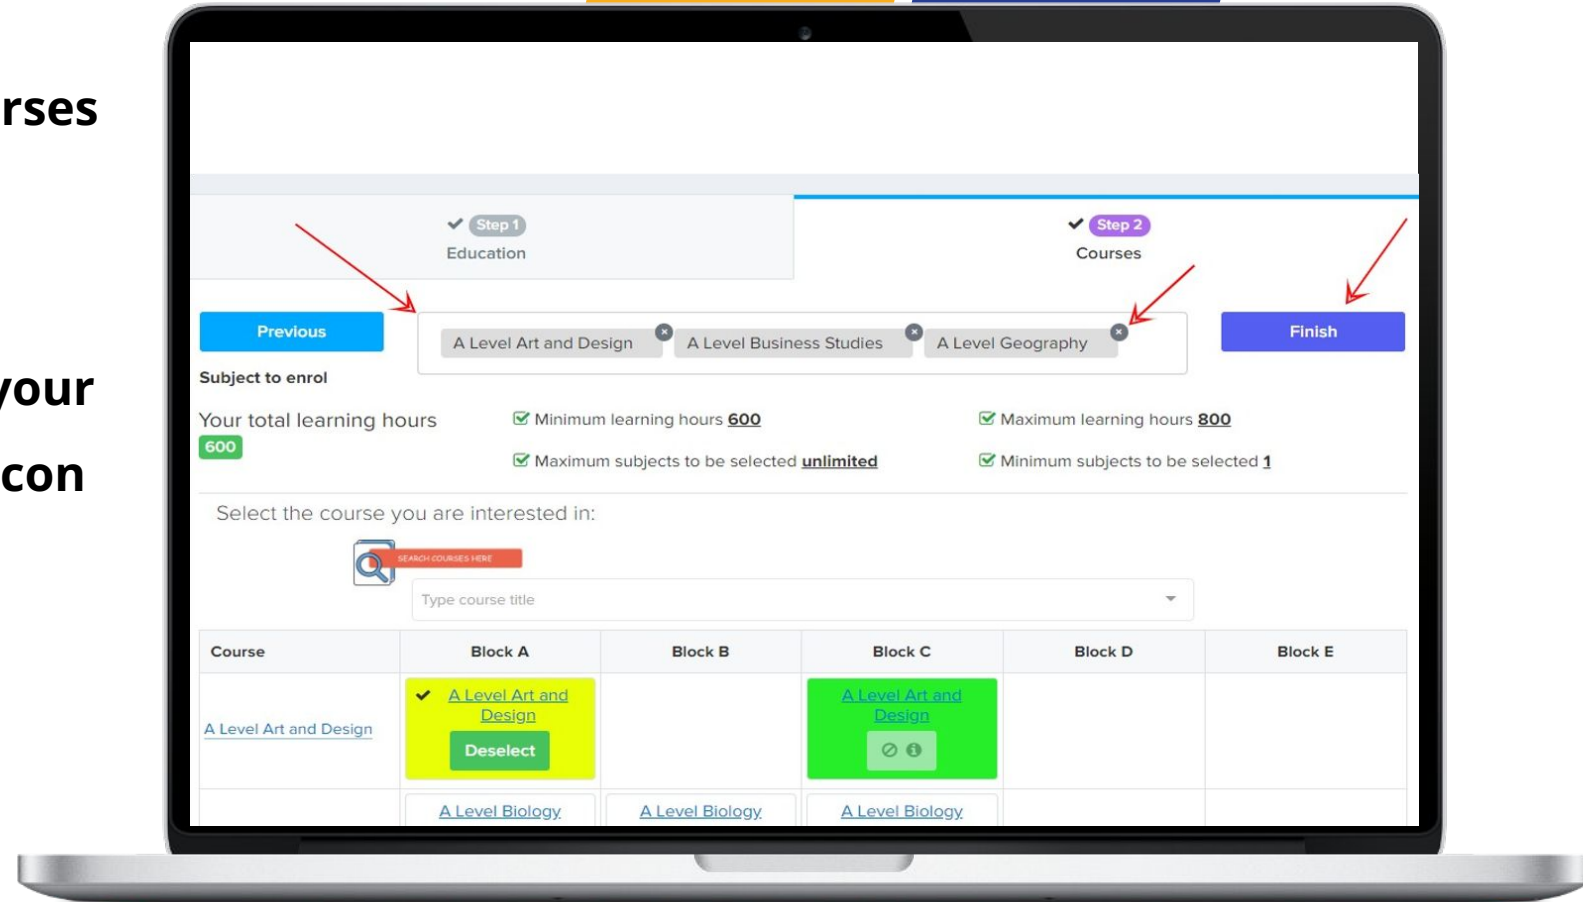 rses
your
con
Step 1
Education
Step 2
Courses
Previous
A Level Art and Design
A Level Business Studies
A Level Geography
Finish
Subject to enrol
Your total learning hours
600
Minimum learning hours 600
Maximum learning hours 800
Maximum subjects to be selected unlimited
Minimum subjects to be selected 1
Select the course you are interested in:
SEARCH COURSES HERE
Type course title
Course Block A Block B Block C Block D Block E
A Level Art and Design
A Level Art and
Design
Deselect
A Level Art and
Design
A Level Biology A Level Biology A Level Biology